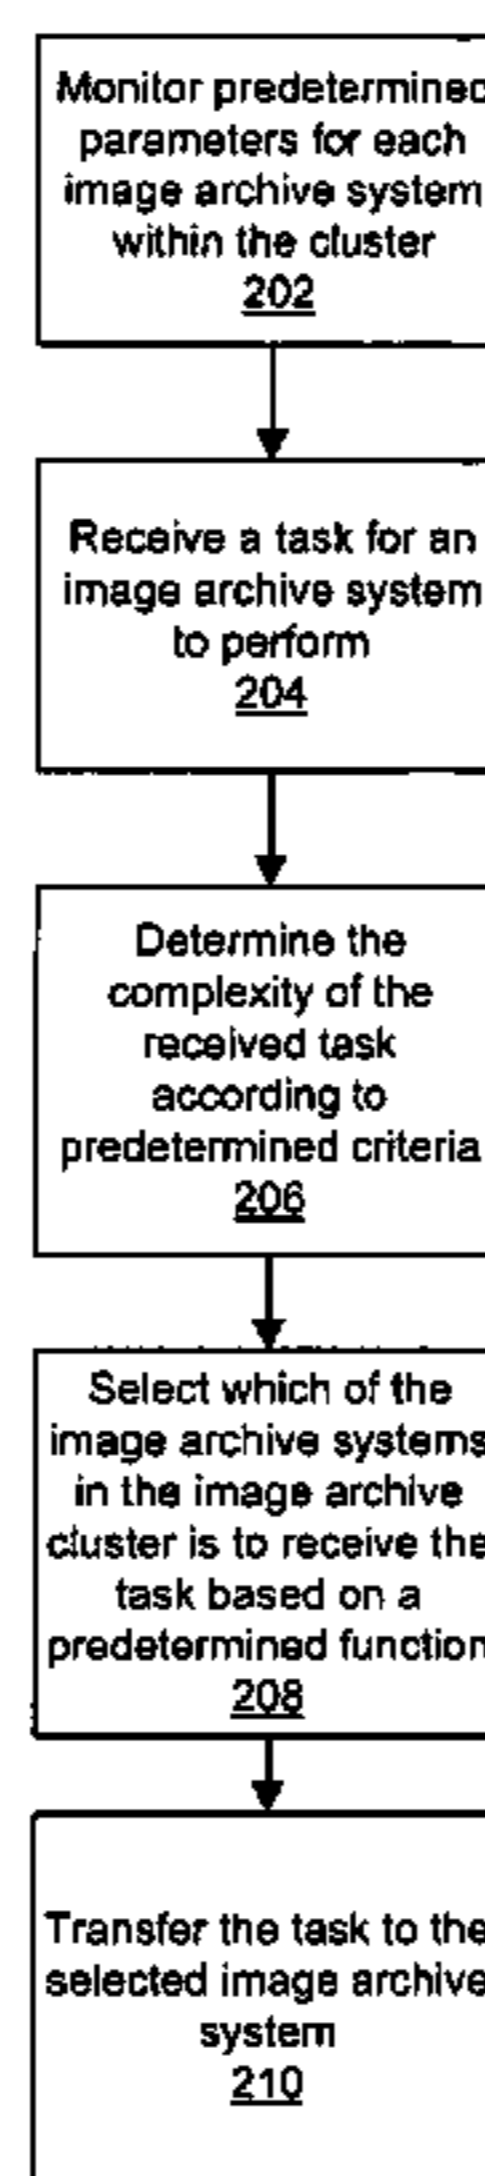 Monitor predetermined
parameters for each
image archive system
within the cluster
202
Receive a task for an
image archive system
to perform
204
Determine the
complexity of the
received task
according to
predetermined criteria
206
Select which of the
image archive systems
in the image archive
cluster is to receive the
task based on a
predetermined function
208
Transfer the task to the
selected image archive
system
210